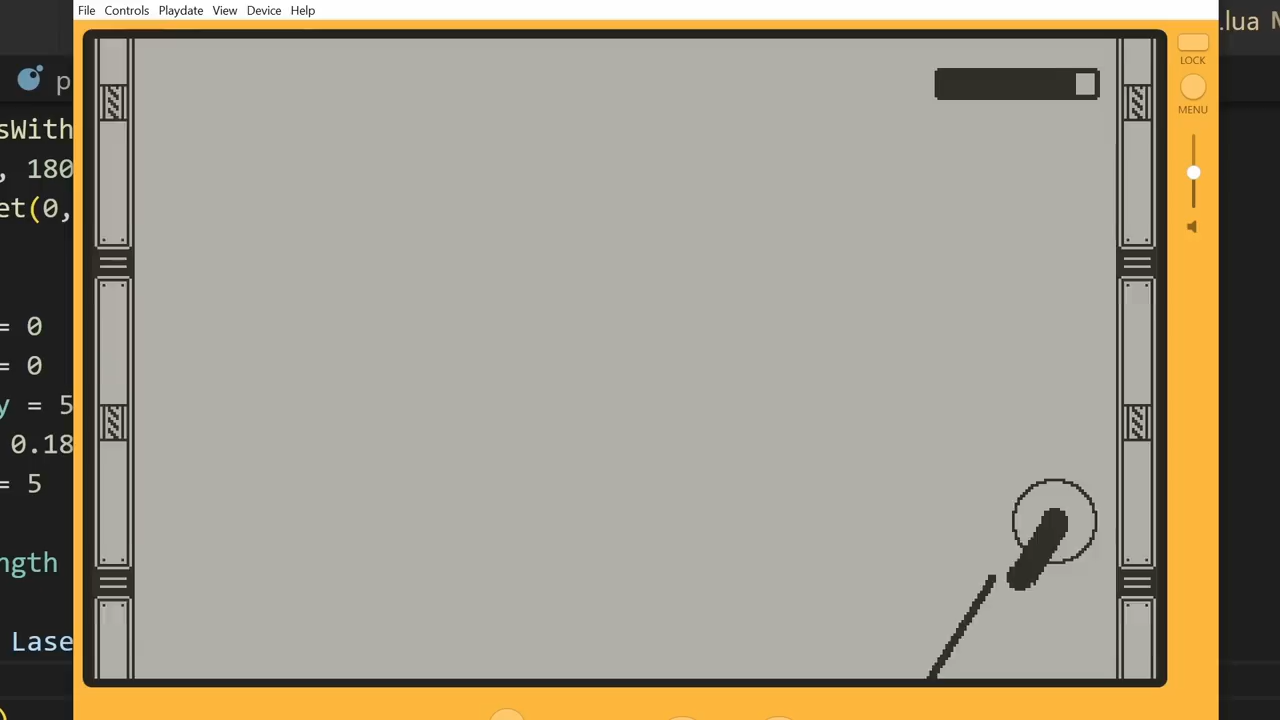 File Controls Playdate View Device Help
.lua M
LOCK
MENU
p
sWith
, 180
et(0,
= 0
= 0
y = 5
0.18
= 5
ngth
Lase
)